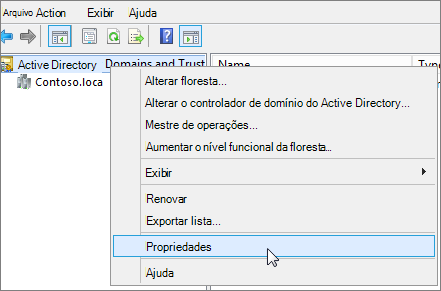 Arquivo Action Exibir Ajuda
Active Directory Domains and Trust Name Type
Contoso.loca
Alterar floresta...
Alterar o controlador de domínio do Active Directory...
Mestre de operações...
Aumentar o nível funcional da floresta...
Exibir
Renovar
Exportar lista...
Propriedades
Ajuda